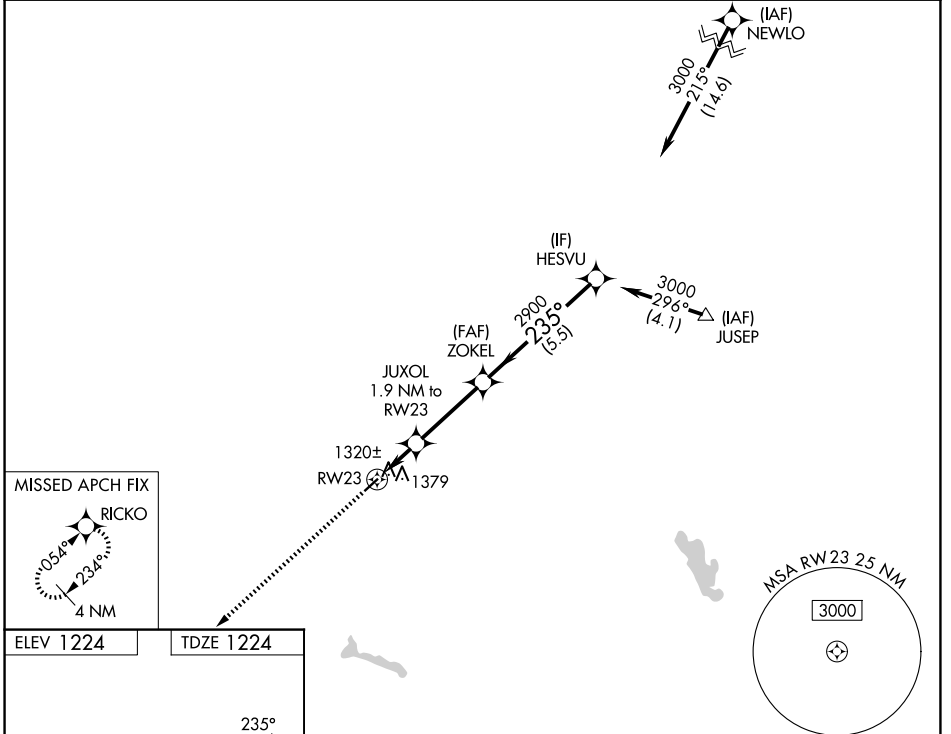 (IAF)
NEWLO
3000
215°
(14.6)
(IF)
HESVU
3000
296°
(4.1)
(IAF)
JUSEP
2900
235°
(5.5)
(FAF)
ZOKEL
JUXOL
1.9 NM to
RW23
1320±
RW23
1379
MISSED APCH FIX
RICKO
054°
234°
4 NM
MSA RW23 25 NM
3000
ELEV 1224
TDZE 1224
235°